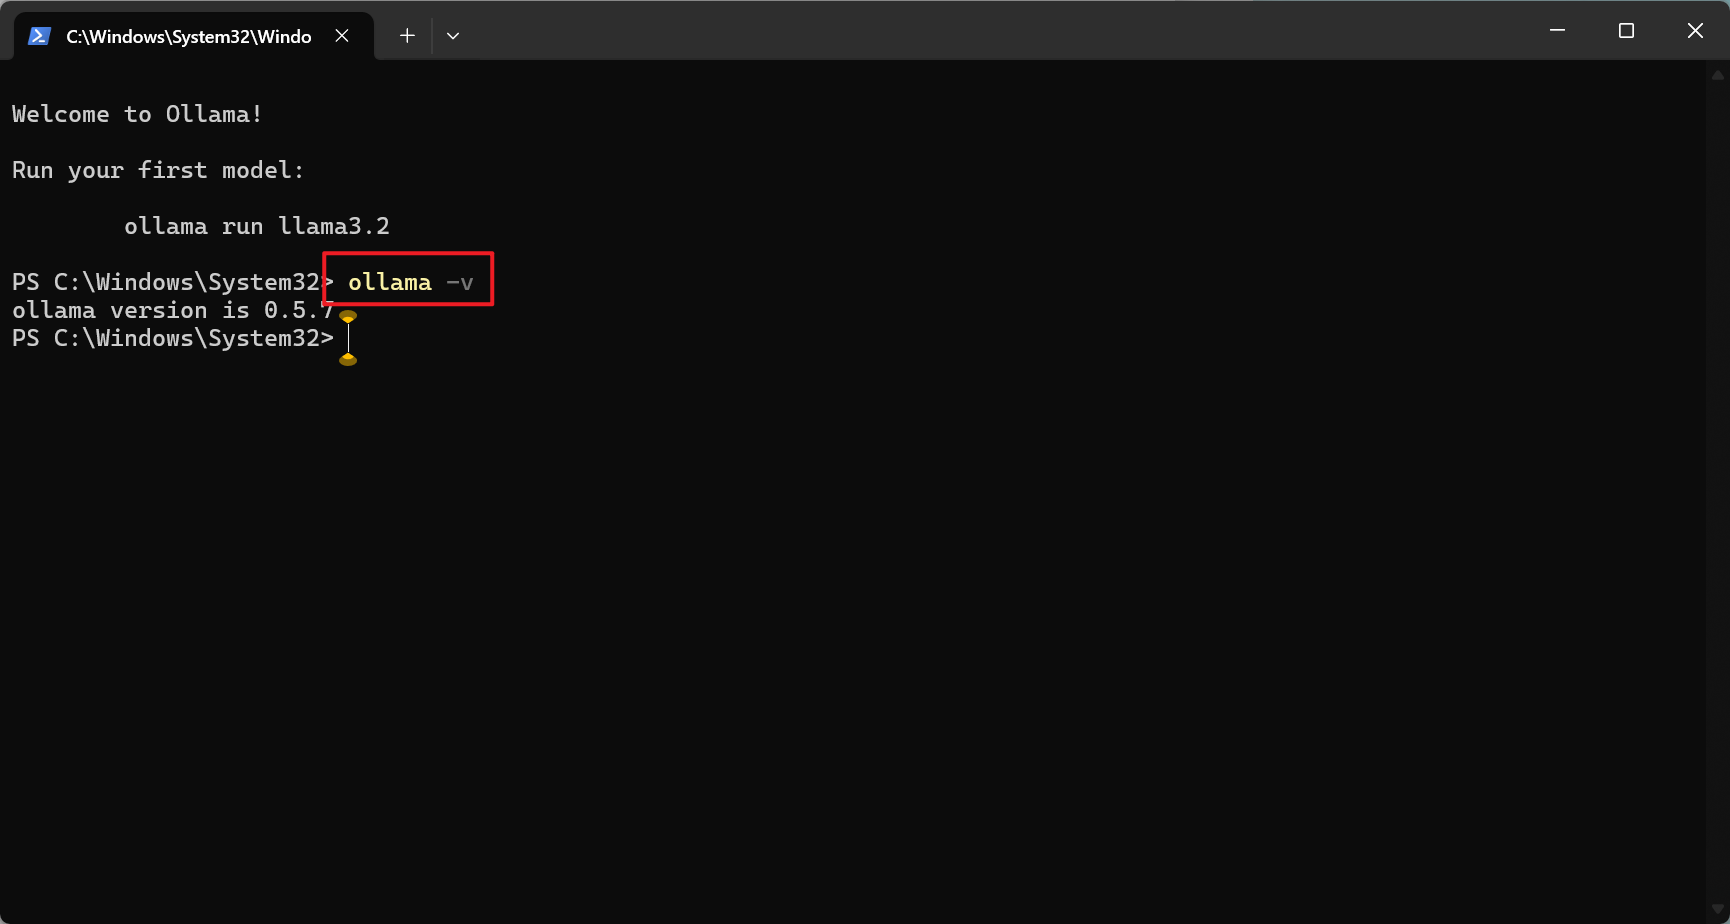 C:\Windows\System32\Windo
Welcome to Ollama!
Run your first model:
ollama run llama3.2
PS C:\Windows\System32> ollama -v
ollama version is 0.5.7
PS C:\Windows\System32>